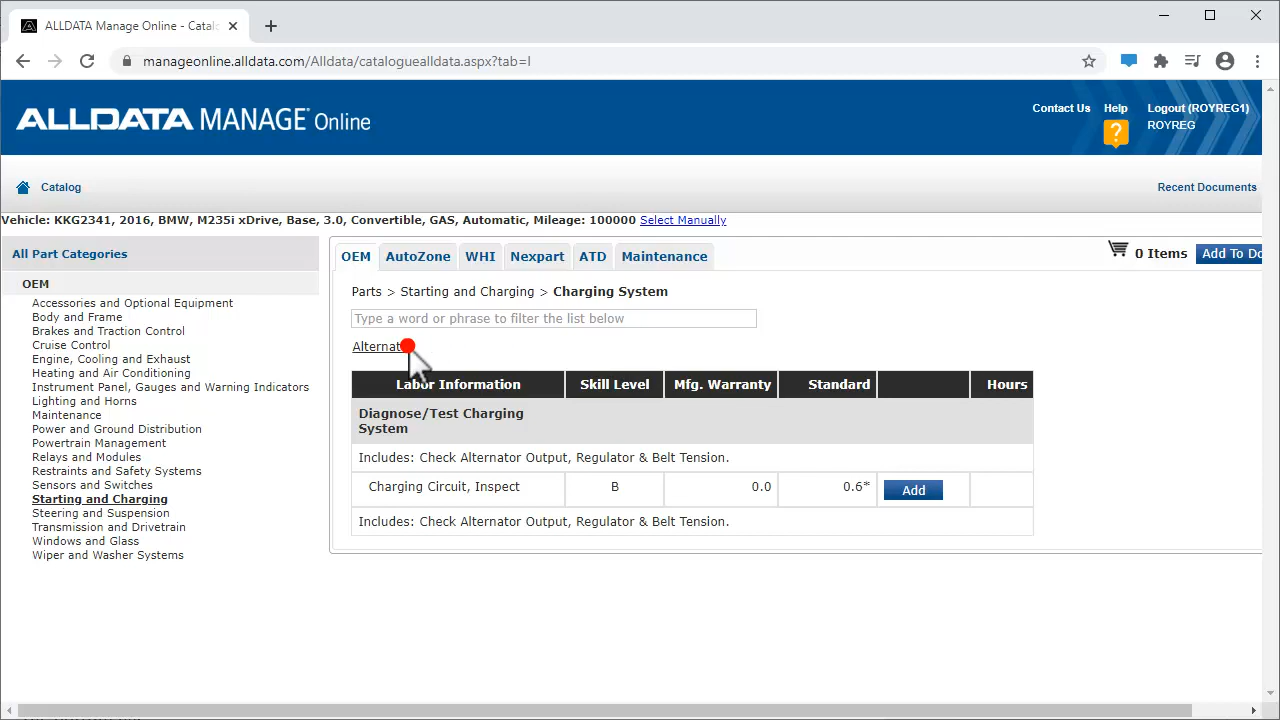 ALLDATA Manage Online - Catal
manageonline.alldata.com/Alldata/cataloguealldata.aspx?tab=I
ALLDATA MANAGE Online
Contact Us
Help
Logout (ROYREG1)
ROYREG
?
Catalog
Recent Documents
Vehicle: KKG2341, 2016, BMW, M235i xDrive, Base, 3.0, Convertible, GAS, Automatic, Mileage: 100000 Select Manually
All Part Categories
OEM
Accessories and Optional Equipment
Body and Frame
Brakes and Traction Control
Cruise Control
Engine, Cooling and Exhaust
Heating and Air Conditioning
Instrument Panel, Gauges and Warning Indicators
Lighting and Horns
Maintenance
Power and Ground Distribution
Powertrain Management
Relays and Modules
Restraints and Safety Systems
Sensors and Switches
Starting and Charging
Steering and Suspension
Transmission and Drivetrain
Windows and Glass
Wiper and Washer Systems
OEM AutoZone WHI Nexpart ATD Maintenance
0 Items Add To Do
Parts > Starting and Charging > Charging System
Type a word or phrase to filter the list below
Alternat
Labor Information Skill Level Mfg. Warranty Standard Hours
Diagnose/Test Charging
System
Includes: Check Alternator Output, Regulator & Belt Tension.
Charging Circuit, Inspect B 0.0 0.6* Add
Includes: Check Alternator Output, Regulator & Belt Tension.